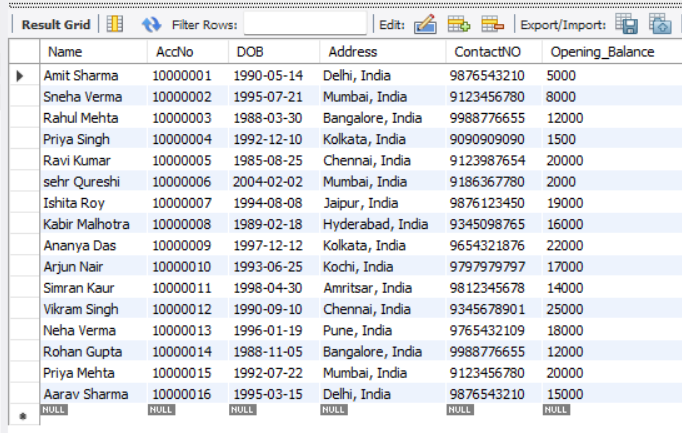 Result Grid Filter Rows: Edit: Export/Import:
Name AccNo DOB Address ContactNO Opening_Balance
Amit Sharma 10000001 1990-05-14 Delhi, India 9876543210 5000
Sneha Verma 10000002 1995-07-21 Mumbai, India 9123456780 8000
Rahul Mehta 10000003 1988-03-30 Bangalore, India 9988776655 12000
Priya Singh 10000004 1992-12-10 Kolkata, India 9090909090 1500
Ravi Kumar 10000005 1985-08-25 Chennai, India 9123987654 20000
sehr Qureshi 10000006 2004-02-02 Mumbai, India 9186367780 2000
Ishita Roy 10000007 1994-08-08 Jaipur, India 9876123450 19000
Kabir Malhotra 10000008 1989-02-18 Hyderabad, India 9345098765 16000
Ananya Das 10000009 1997-12-12 Kolkata, India 9654321876 22000
Arjun Nair 10000010 1993-06-25 Kochi, India 9797979797 17000
Simran Kaur 10000011 1998-04-30 Amritsar, India 9812345678 14000
Vikram Singh 10000012 1990-09-10 Chennai, India 9345678901 25000
Neha Verma 10000013 1996-01-19 Pune, India 9765432109 18000
Rohan Gupta 10000014 1988-11-05 Bangalore, India 9988776655 12000
Priya Mehta 10000015 1992-07-22 Mumbai, India 9123456780 20000
Aarav Sharma 10000016 1995-03-15 Delhi, India 9876543210 15000
NULL NULL NULL NULL NULL NULL